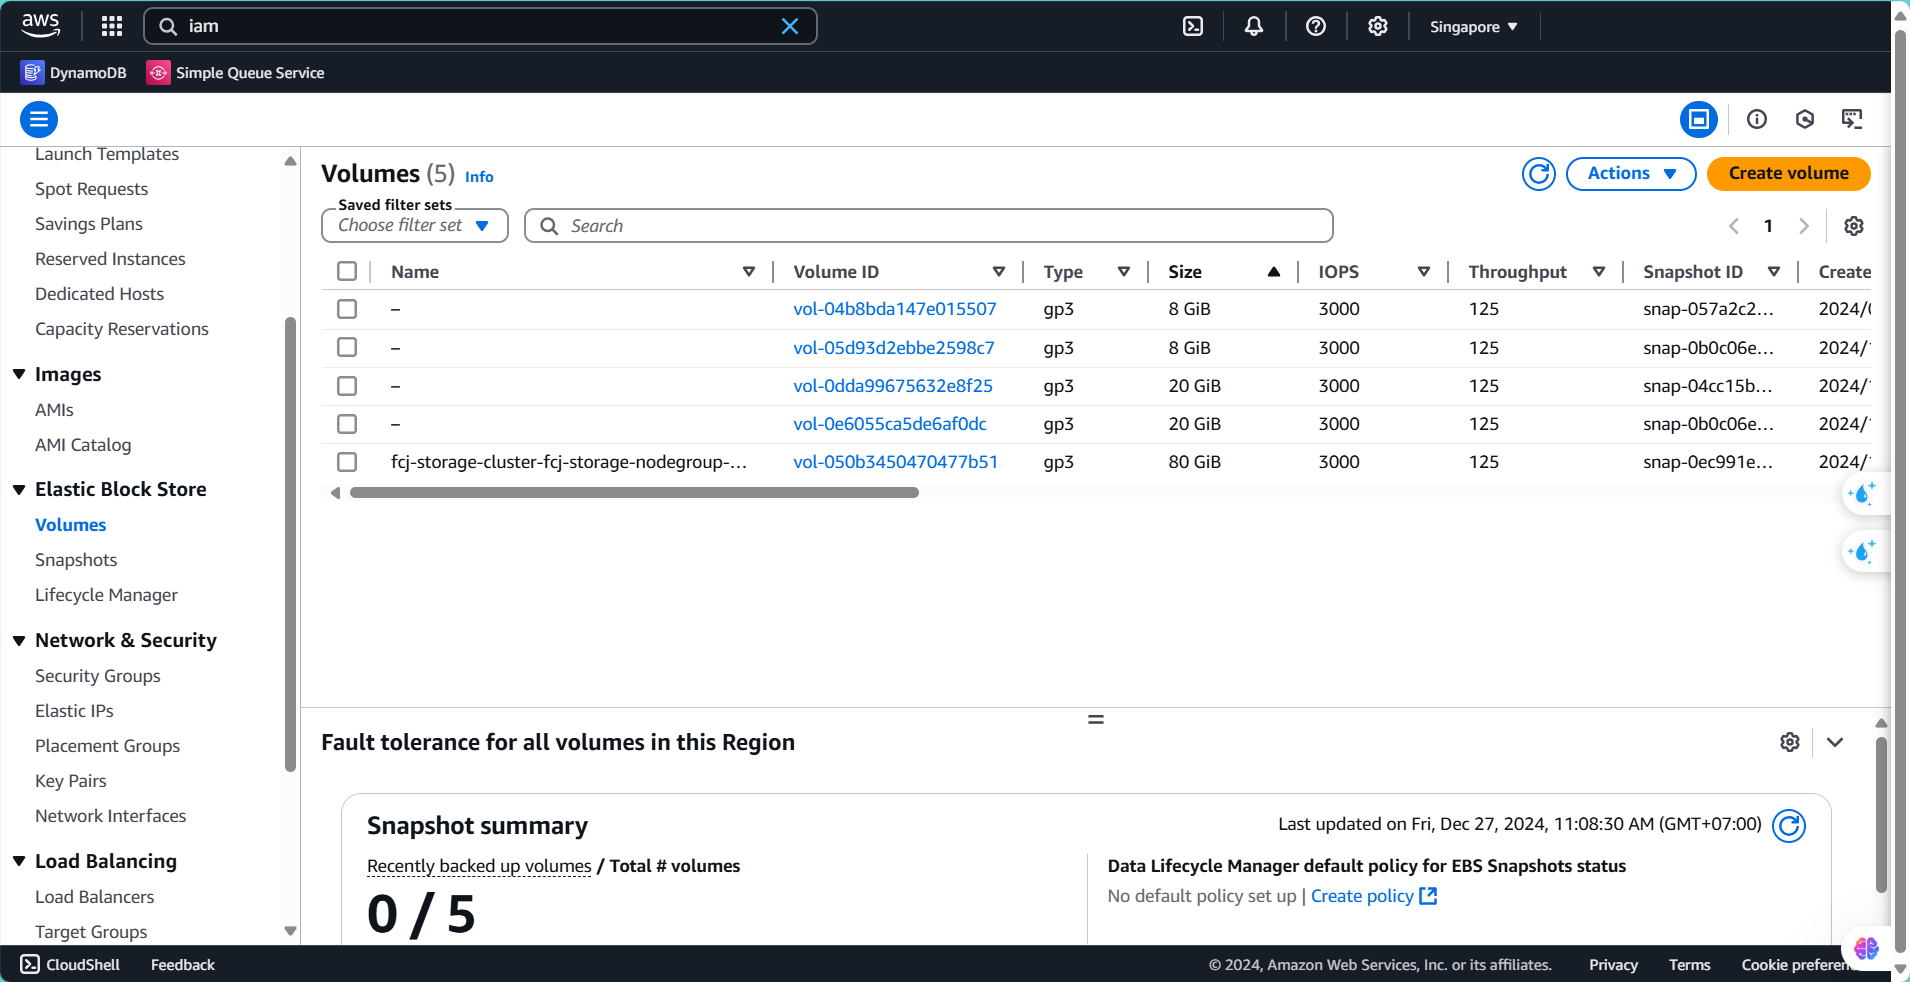 aws
iam
Singapore
DynamoDB
Simple Queue Service
Launch Templates
Spot Requests
Savings Plans
Reserved Instances
Dedicated Hosts
Capacity Reservations
Images
AMIs
AMI Catalog
Elastic Block Store
Volumes
Snapshots
Lifecycle Manager
Network & Security
Security Groups
Elastic IPs
Placement Groups
Key Pairs
Network Interfaces
Load Balancing
Load Balancers
Target Groups
Volumes (5) Info
Actions
Create volume
Saved filter sets
Choose filter set
Search
1
Name Volume ID Type Size IOPS Throughput Snapshot ID Create
– vol-04b8bda147e015507 gp3 8 GiB 3000 125 snap-057a2c2... 2024/
– vol-05d93d2ebbe2598c7 gp3 8 GiB 3000 125 snap-0b0c06e... 2024/
– vol-0dda99675632e8f25 gp3 20 GiB 3000 125 snap-04cc15b... 2024/
– vol-0e6055ca5de6af0dc gp3 20 GiB 3000 125 snap-0b0c06e... 2024/
fcj-storage-cluster-fcj-storage-nodegroup-... vol-050b3450470477b51 gp3 80 GiB 3000 125 snap-0ec991e... 2024/
Fault tolerance for all volumes in this Region
Snapshot summary
Last updated on Fri, Dec 27, 2024, 11:08:30 AM (GMT+07:00)
Recently backed up volumes / Total # volumes
0 / 5
Data Lifecycle Manager default policy for EBS Snapshots status
No default policy set up | Create policy
CloudShell
Feedback
© 2024, Amazon Web Services, Inc. or its affiliates.
Privacy
Terms
Cookie preferen